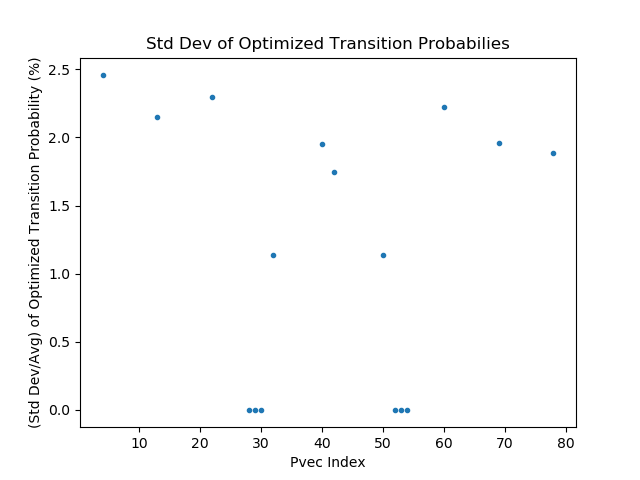 Std Dev of Optimized Transition Probabilies
(Std Dev/Avg) of Optimized Transition Probability (%)
2.5
2.0
1.5
1.0
0.5
0.0
10 20 30 40 50 60 70 80
Pvec Index